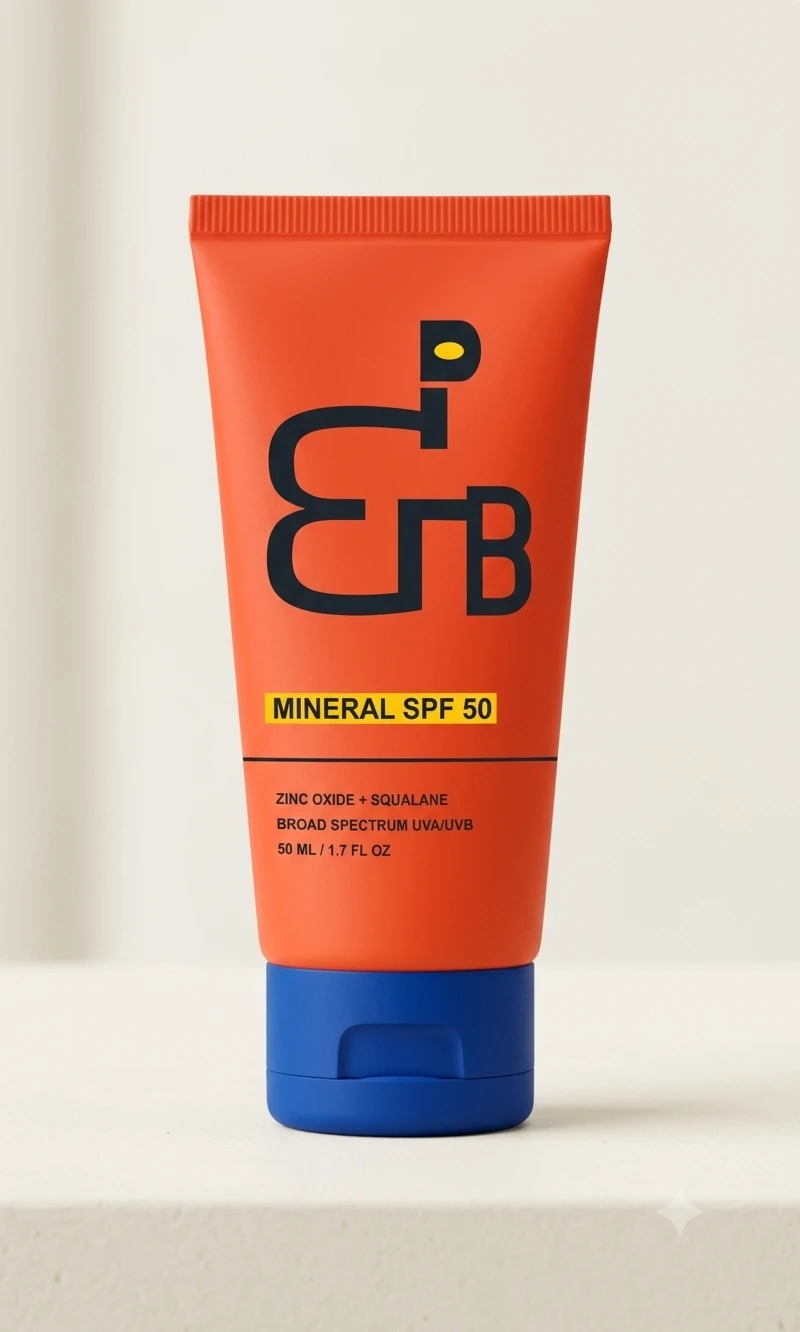 MINERAL SPF 50
ZINC OXIDE + SQUALANE
BROAD SPECTRUM UVA/UVB
50 ML / 1.7 FL OZ